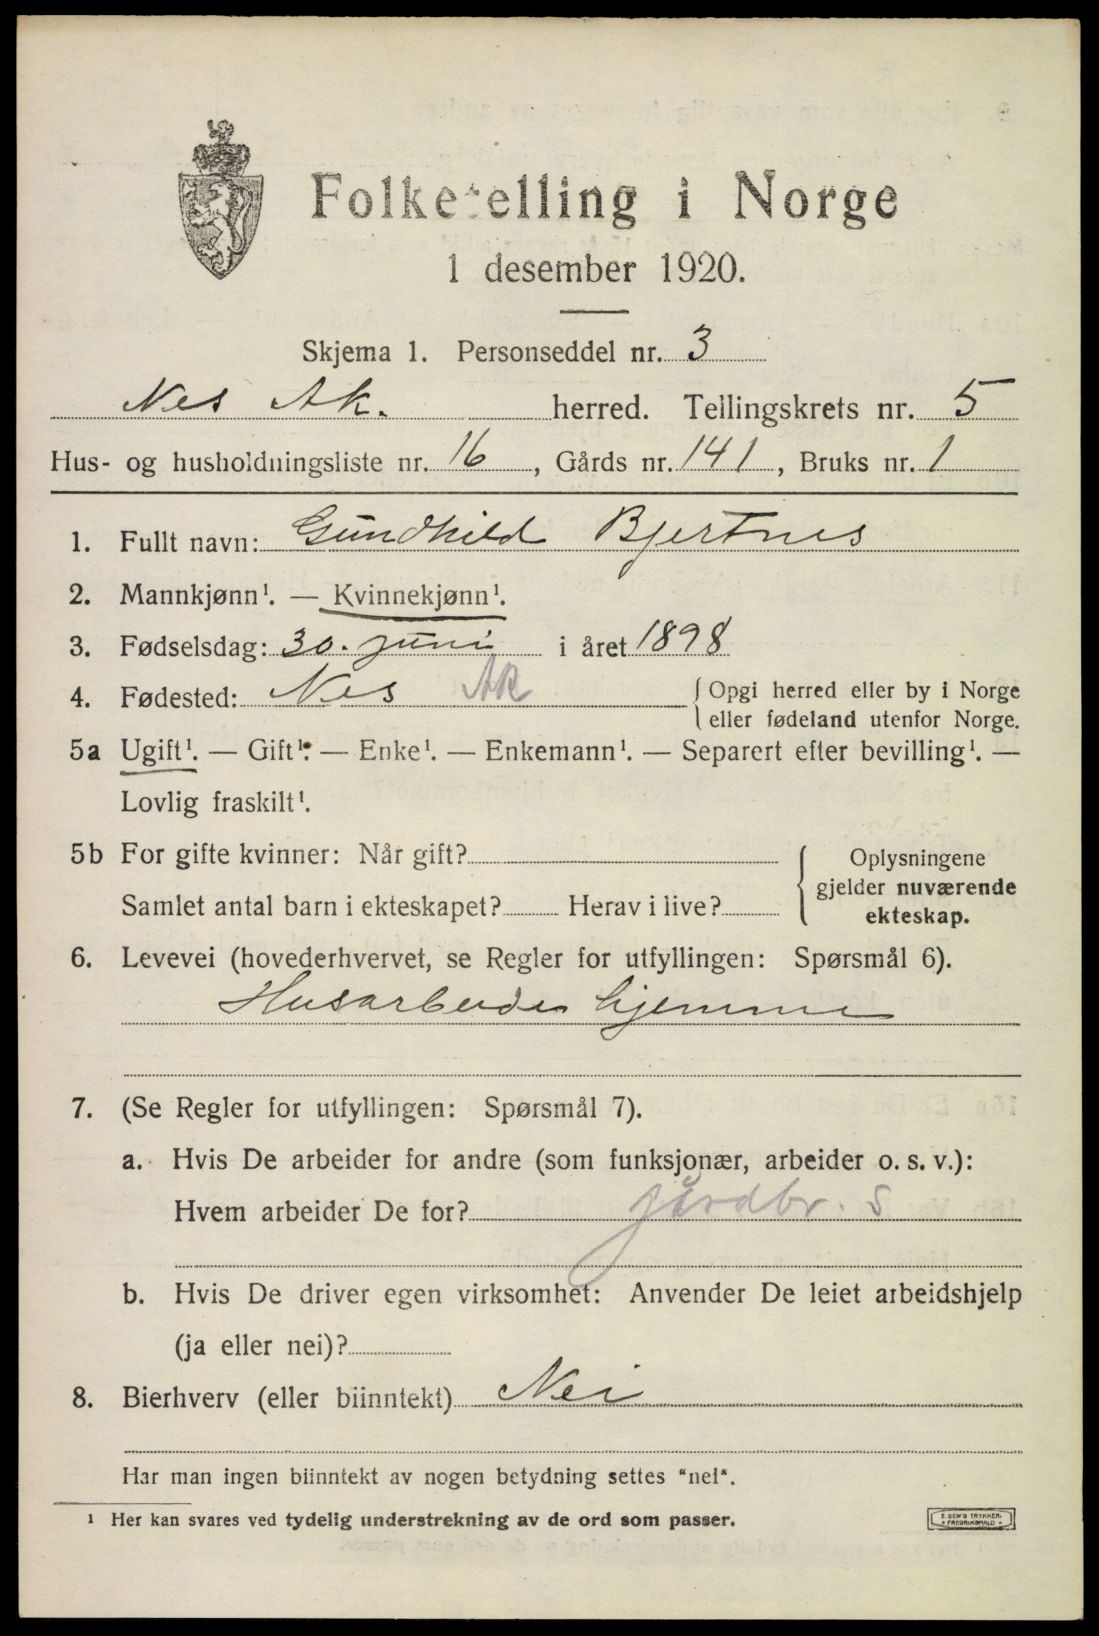 Folketelling i Norge
1 desember 1920.
Skjema 1. Personseddel nr. 3
Nes Ak. herred. Tellingskrets nr. 5
Hus- og husholdningsliste nr. 16, Gårds nr. 141, Bruks nr. 1
1. Fullt navn: Gundhild Bjertnes
2. Mannkjønn¹. — Kvinnekjønn¹.
3. Fødselsdag: 30. juni i året 1898
4. Fødested: Nes Ak { Opgi herred eller by i Norge
eller fødeland utenfor Norge.
5a Ugift¹. — Gift¹. — Enke¹. — Enkemann¹. — Separert efter bevilling¹. —
Lovlig fraskilt¹.
5b For gifte kvinner: Når gift?
Samlet antal barn i ekteskapet? Herav i live?
Oplysningene
gjelder nuværende
ekteskap.
6. Levevei (hovederhvervet, se Regler for utfyllingen: Spørsmål 6).
Husarbeide hjemme
7. (Se Regler for utfyllingen: Spørsmål 7).
a. Hvis De arbeider for andre (som funksjonær, arbeider o. s. v.):
Hvem arbeider De for? jordbr. S
b. Hvis De driver egen virksomhet: Anvender De leiet arbeidshjelp
(ja eller nei)?
8. Bierhverv (eller biinntekt) Nei
Har man ingen biinntekt av nogen betydning settes "nei".
¹ Her kan svares ved tydelig understrekning av de ord som passer.
E. SEM'S TRYKKERI
FREDRIKSHALD